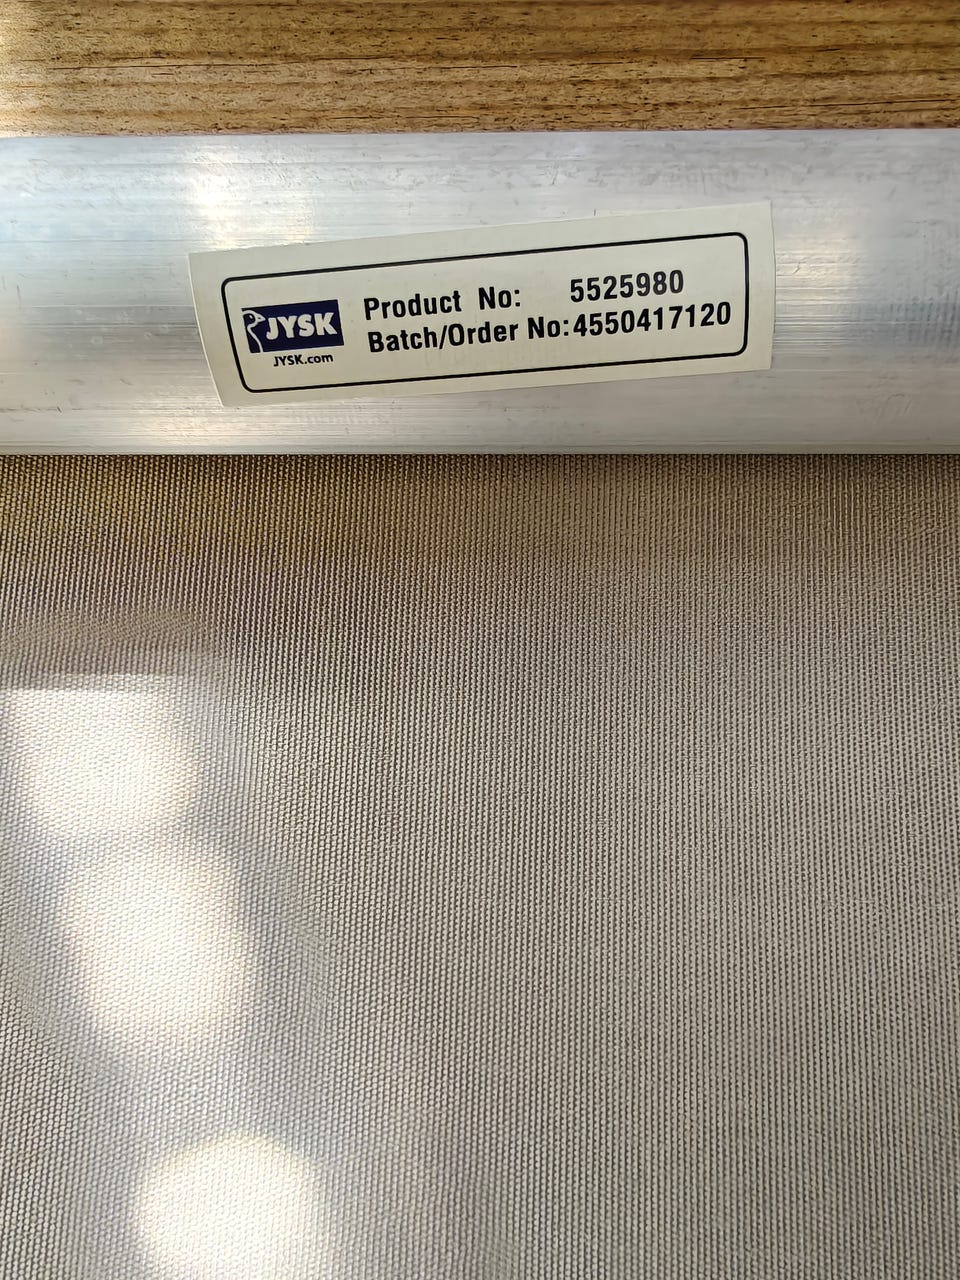 JYSK
JYSK.com
Product No: 5525980
Batch/Order No:4550417120